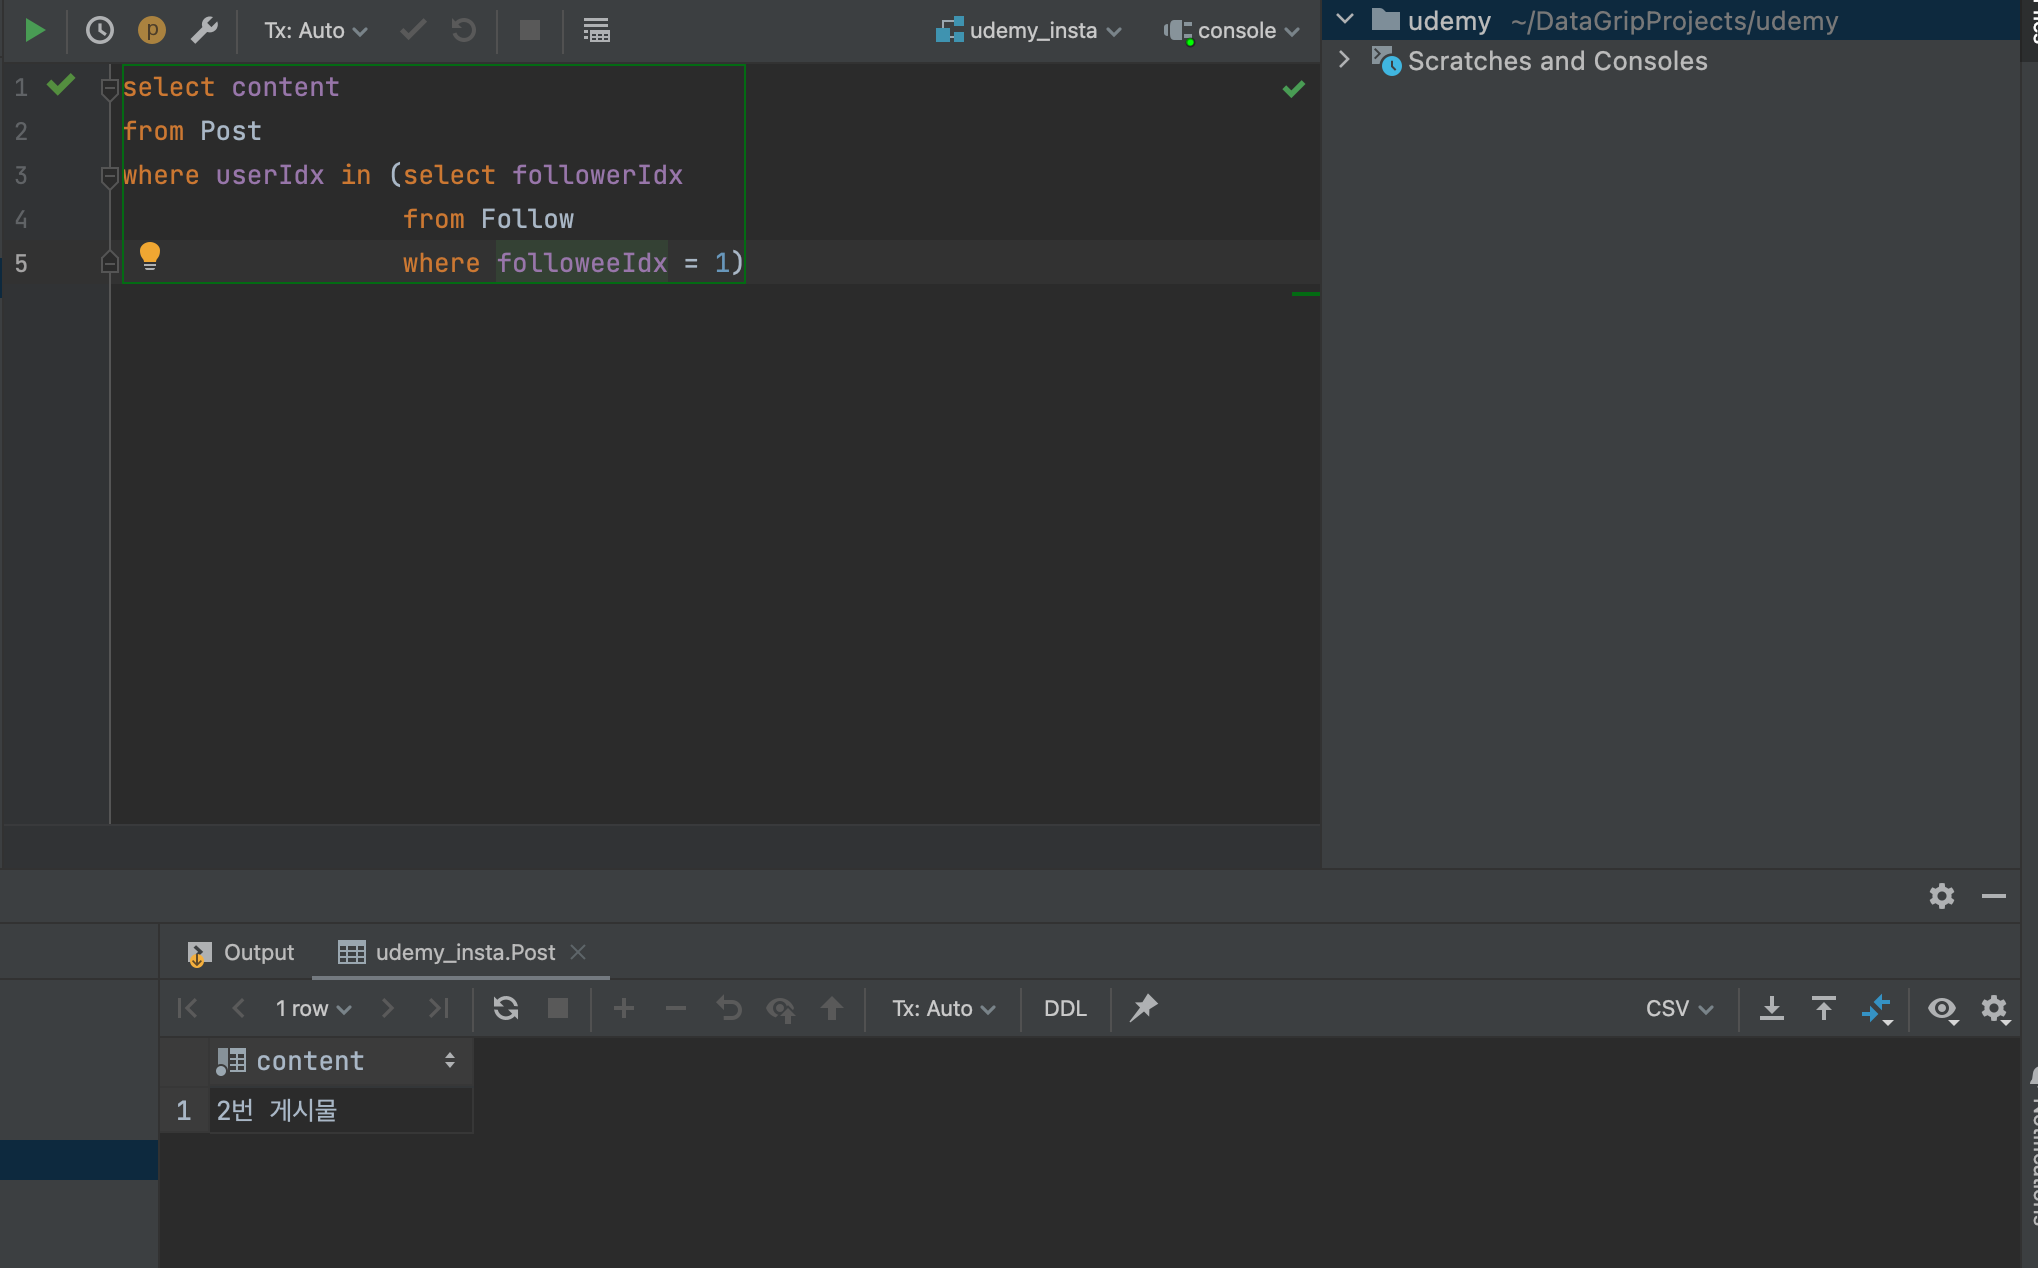 p Tx: Auto udemy_insta console
udemy ~/DataGripProjects/udemy
Scratches and Consoles
1 select content
2 from Post
3 where userIdx in (select followerIdx
4 from Follow
5 where followeeIdx = 1)
Output udemy_insta.Post
1 row Tx: Auto DDL CSV
content
1 2번 게시물
Notifications